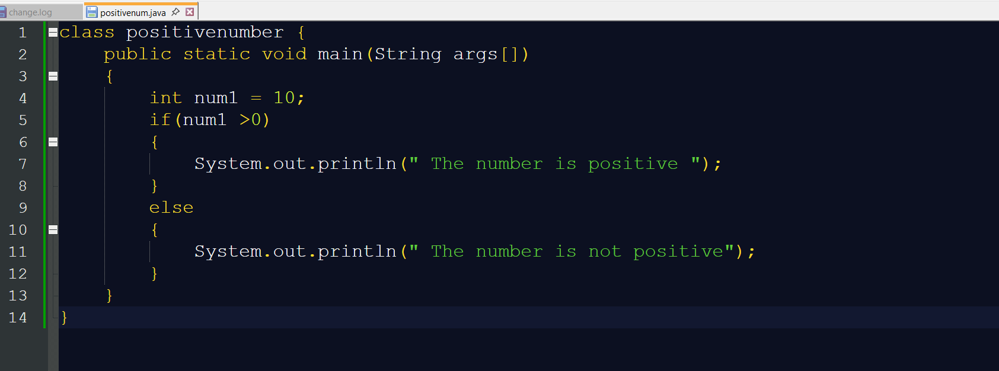 change.log positivenum.java
1 class positivenumber {
2 public static void main(String args[])
3 {
4 int num1 = 10;
5 if(num1 >0)
6 {
7 System.out.println(" The number is positive ");
8 }
9 else
10 {
11 System.out.println(" The number is not positive");
12 }
13 }
14 }